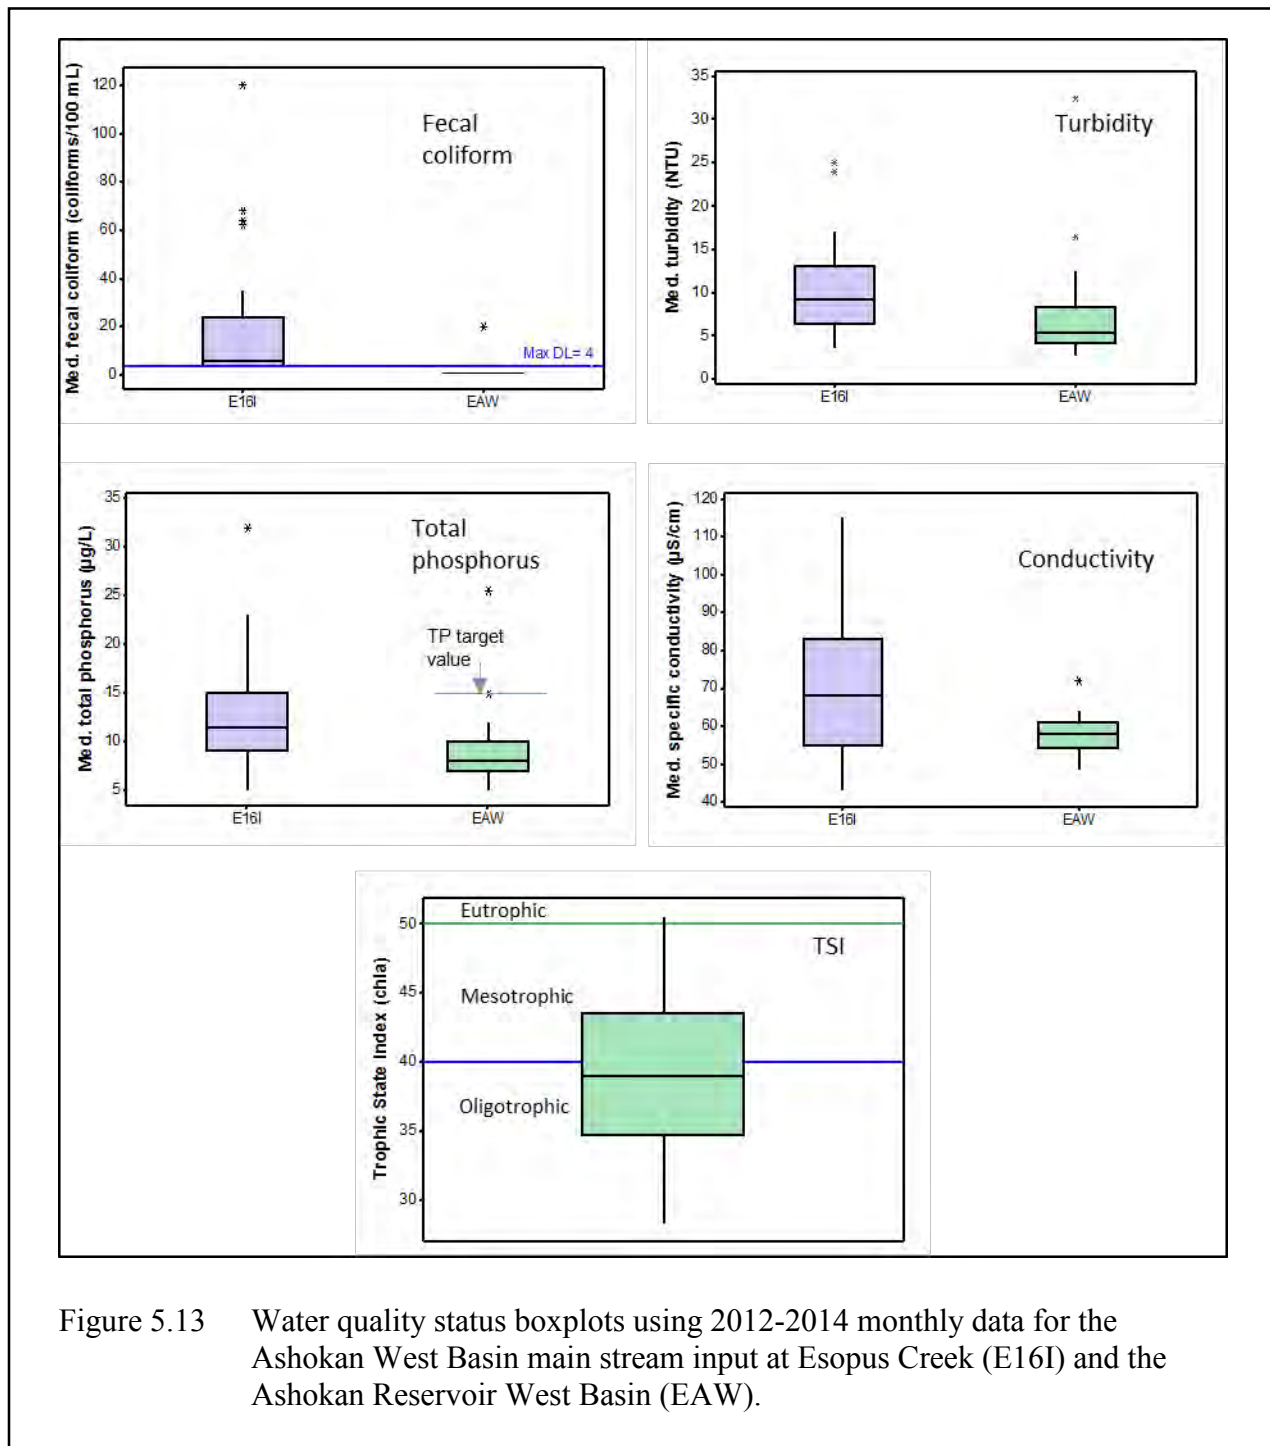 Med. fecal coliform (coliforms/100 mL)
120
100
80
60
40
20
0
Fecal
coliform
Max DL= 4
E16I
EAW
Med. turbidity (NTU)
35
30
25
20
15
10
5
0
Turbidity
E16I
EAW
Med. total phosphorus (µg/L)
35
30
25
20
15
10
5
Total
phosphorus
TP target
value
E16I
EAW
Med. specific conductivity (µS/cm)
120
110
100
90
80
70
60
50
40
Conductivity
E16I
EAW
Trophic State Index (chla)
50
45
40
35
30
Eutrophic
TSI
Mesotrophic
Oligotrophic
Figure 5.13 Water quality status boxplots using 2012-2014 monthly data for the
Ashokan West Basin main stream input at Esopus Creek (E16I) and the
Ashokan Reservoir West Basin (EAW).